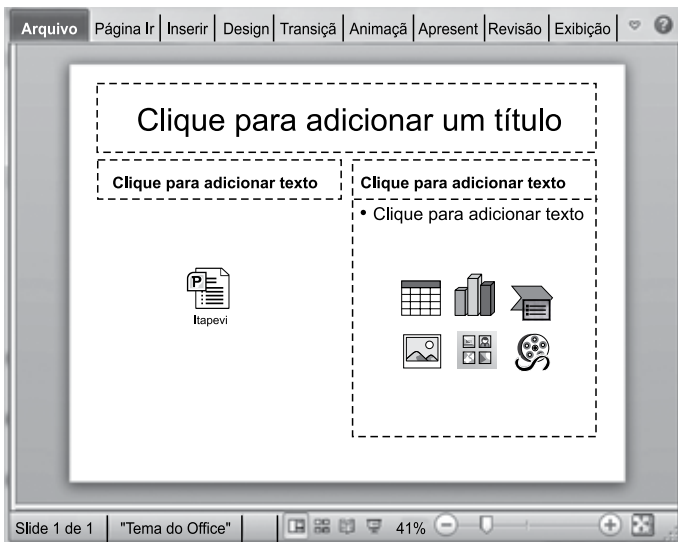 Arquivo Página Ir Inserir Design Transiçã Animaçã Apresent Revisão Exibição
Clique para adicionar um título
Clique para adicionar texto Clique para adicionar texto
• Clique para adicionar texto
P
Itapevi
Slide 1 de 1 "Tema do Office" 41%